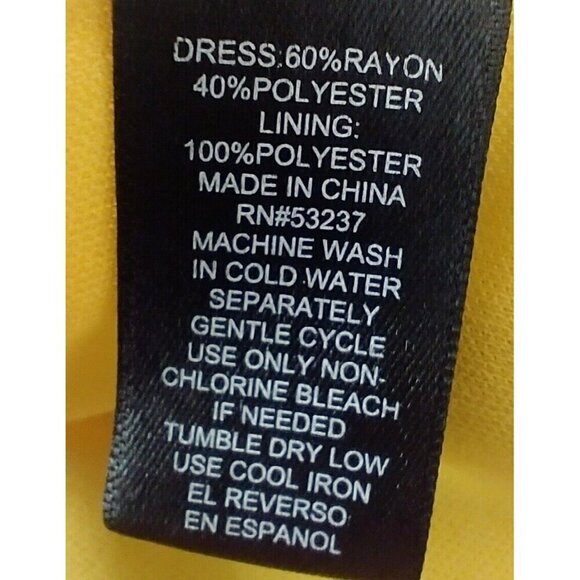 DRESS:60%RAYON
40%POLYESTER
LINING:
100%POLYESTER
MADE IN CHINA
RN#53237
MACHINE WASH
IN COLD WATER
SEPARATELY
GENTLE CYCLE
USE ONLY NON-
CHLORINE BLEACH
IF NEEDED
TUMBLE DRY LOW
USE COOL IRON
EL REVERSO
EN ESPANOL